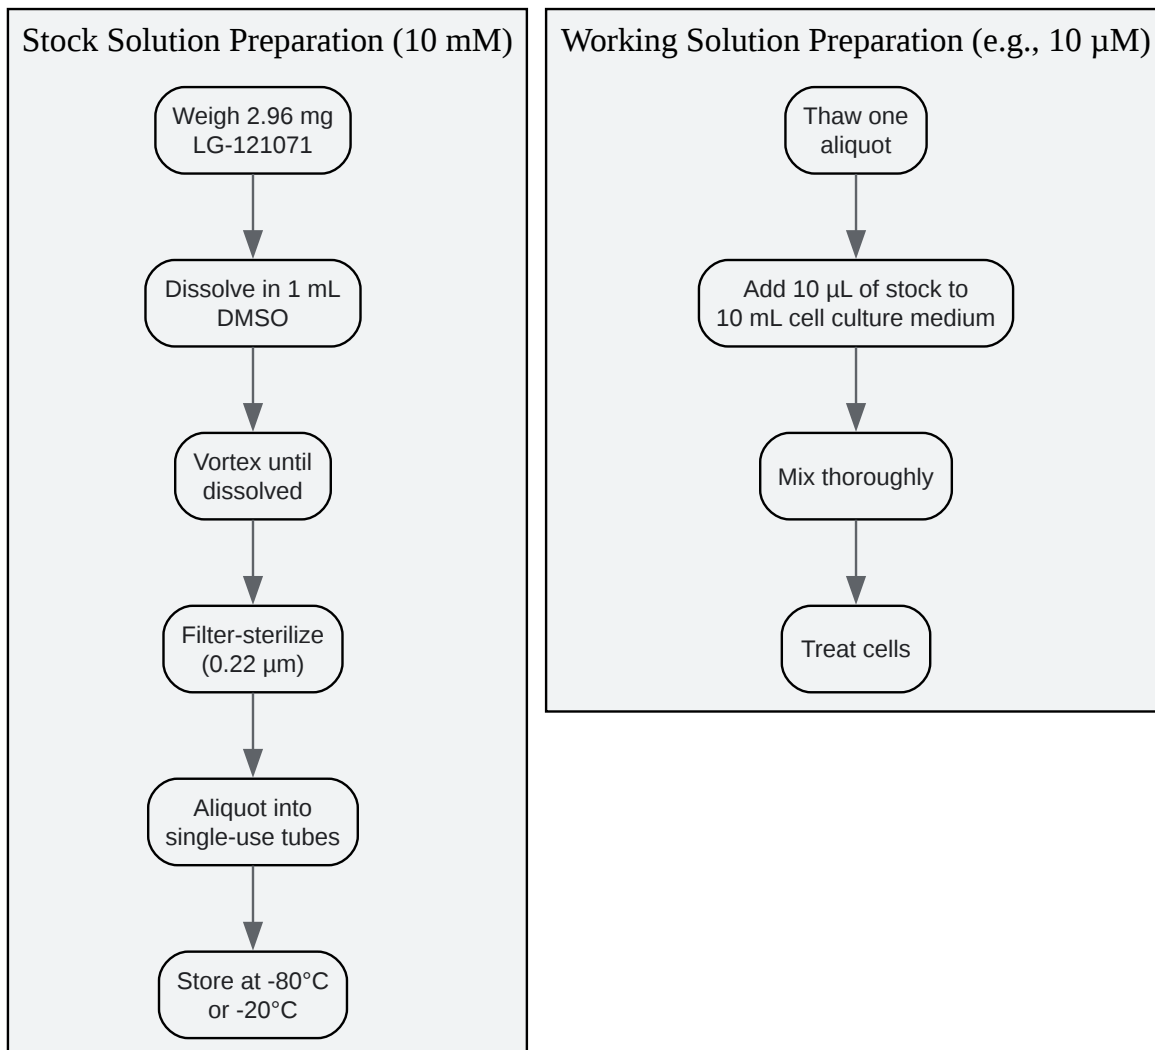 Stock Solution Preparation (10 mM)
Weigh 2.96 mg
LG-121071
Dissolve in 1 mL
DMSO
Vortex until
dissolved
Filter-sterilize
(0.22 µm)
Aliquot into
single-use tubes
Store at -80°C
or -20°C
Working Solution Preparation (e.g., 10 µM)
Thaw one
aliquot
Add 10 µL of stock to
10 mL cell culture medium
Mix thoroughly
Treat cells